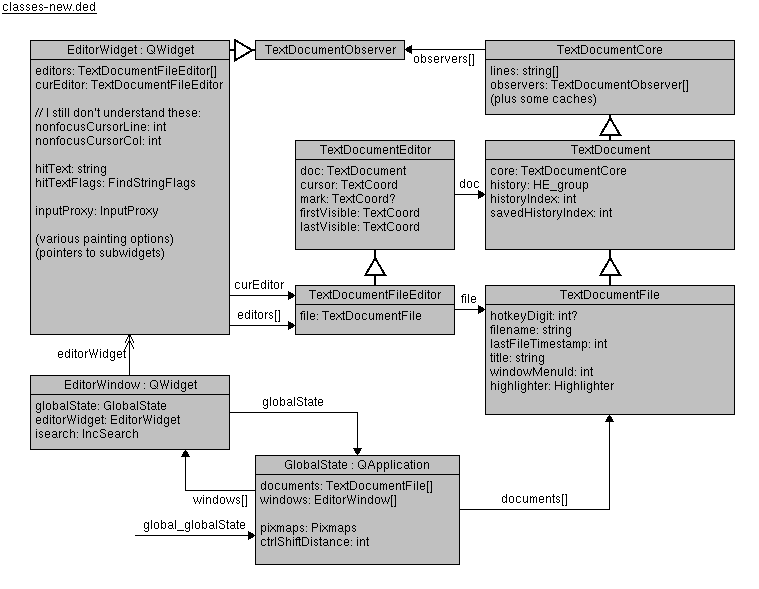 classes-new.ded
EditorWidget : QWidget
editors: TextDocumentFileEditor[]
curEditor: TextDocumentFileEditor
// I still don't understand these:
nonfocusCursorLine: int
nonfocusCursorCol: int
hitText: string
hitTextFlags: FindStringFlags
inputProxy: InputProxy
(various painting options)
(pointers to subwidgets)
TextDocumentObserver
observers[]
TextDocumentCore
lines: string[]
observers: TextDocumentObserver[]
(plus some caches)
TextDocumentEditor
doc: TextDocument
cursor: TextCoord
mark: TextCoord?
firstVisible: TextCoord
lastVisible: TextCoord
doc
TextDocument
core: TextDocumentCore
history: HE_group
historyIndex: int
savedHistoryIndex: int
curEditor
editors[]
TextDocumentFileEditor
file: TextDocumentFile
file
TextDocumentFile
hotkeyDigit: int?
filename: string
lastFileTimestamp: int
title: string
windowMenuId: int
highlighter: Highlighter
editorWidget
EditorWindow : QWidget
globalState: GlobalState
editorWidget: EditorWidget
isearch: IncSearch
globalState
windows[]
global_globalState
GlobalState : QApplication
documents: TextDocumentFile[]
windows: EditorWindow[]
pixmaps: Pixmaps
ctrlShiftDistance: int
documents[]